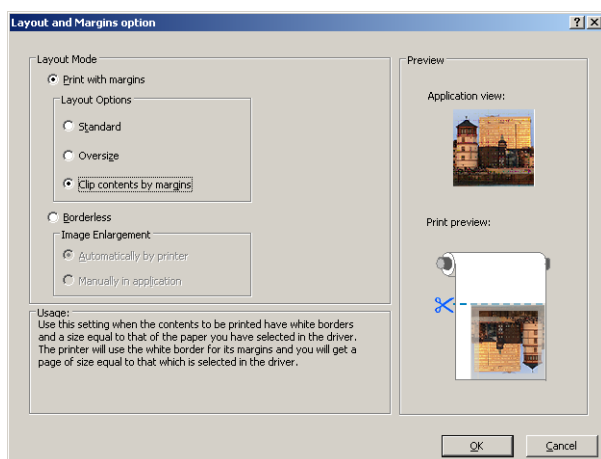 Layout and Margins option
Layout Mode
Print with margins
Layout Options
Standard
Oversize
Clip contents by margins
Borderless
Image Enlargement
Automatically by printer
Manually in application
Usage:
Use this setting when the contents to be printed have white borders
and a size equal to that of the paper you have selected in the driver.
The printer will use the white border for its margins and you will get a
page of size equal to that which is selected in the driver.
Preview
Application view:
Print preview:
OK
Cancel